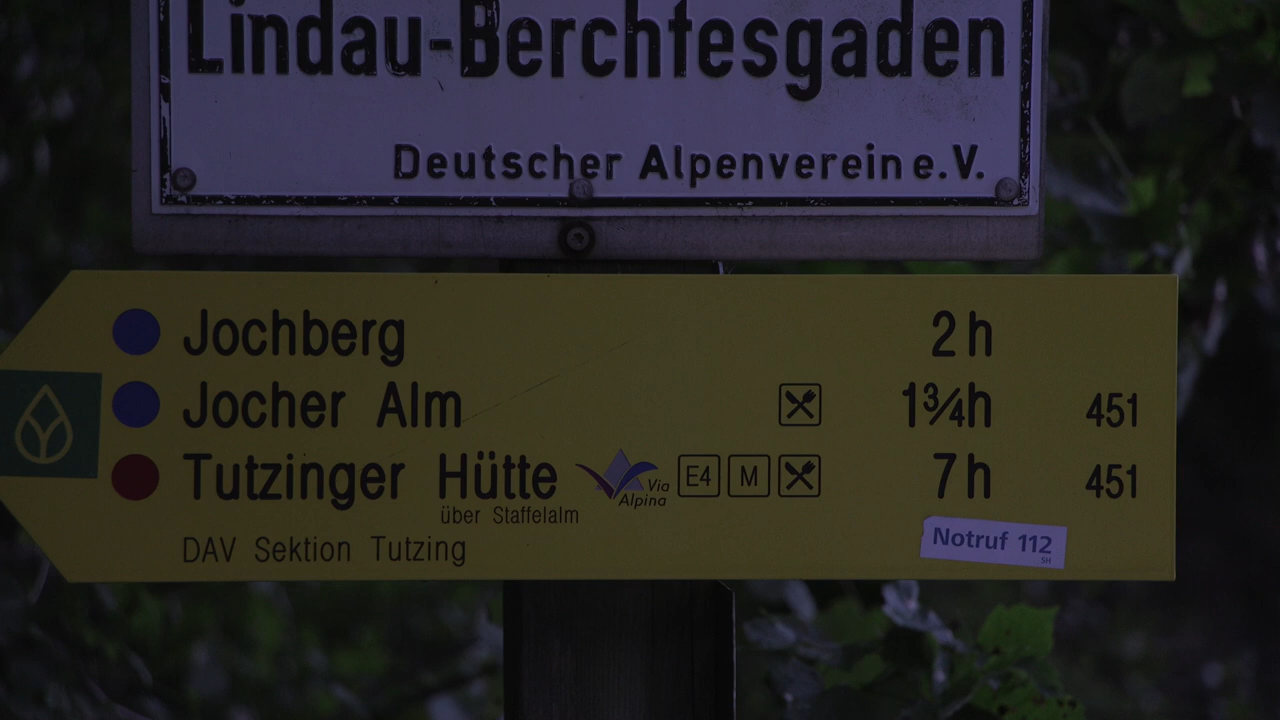 Lindau-Berchtesgaden
Deutscher Alpenverein e.V.
Jochberg 2 h
Jocher Alm 1¾h 451
Tutzinger Hütte Via Alpina E4 M 7 h 451
über Staffelalm
DAV Sektion Tutzing
Notruf 112
SH